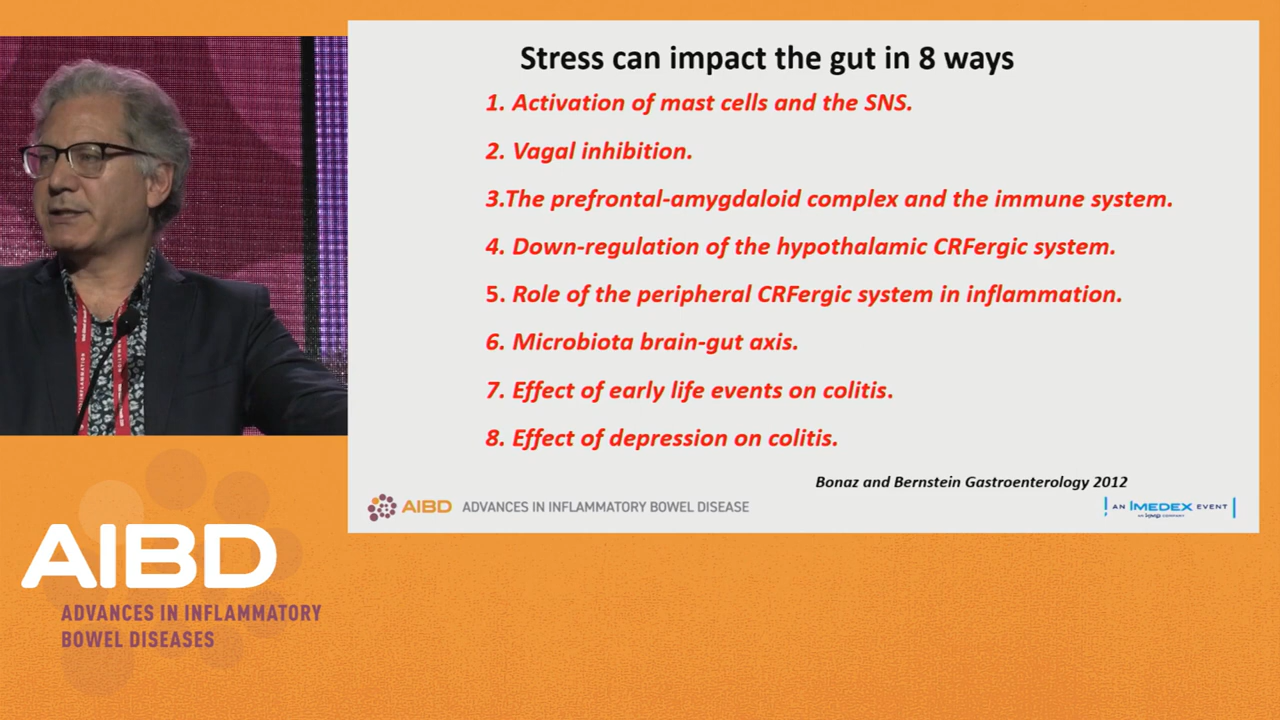 Stress can impact the gut in 8 ways
1. Activation of mast cells and the SNS.
2. Vagal inhibition.
3.The prefrontal-amygdaloid complex and the immune system.
4. Down-regulation of the hypothalamic CRFergic system.
5. Role of the peripheral CRFergic system in inflammation.
6. Microbiota brain-gut axis.
7. Effect of early life events on colitis.
8. Effect of depression on colitis.
Bonaz and Bernstein Gastroenterology 2012
AIBD ADVANCES IN INFLAMMATORY BOWEL DISEASE
AN IMEDEX EVENT
AIBD
ADVANCES IN INFLAMMATORY
BOWEL DISEASES